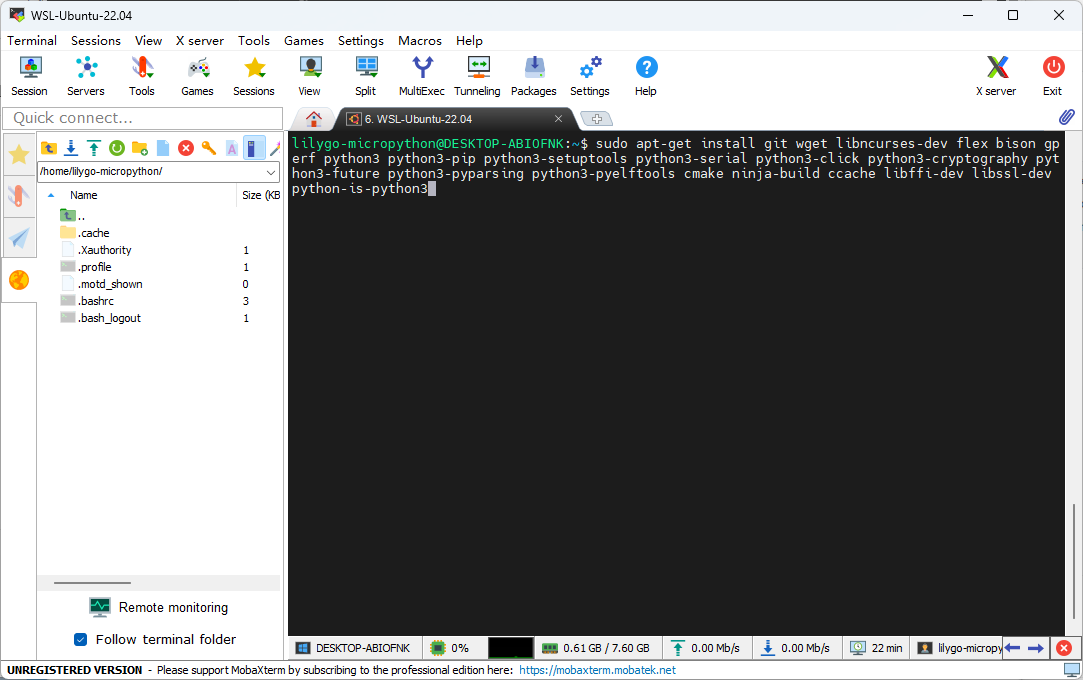 WSL-Ubuntu-22.04
Terminal Sessions View X server Tools Games Settings Macros Help
Session Servers Tools Games Sessions View Split MultiExec Tunneling Packages Settings Help X server Exit
Quick connect...
6. WSL-Ubuntu-22.04
/home/lilygo-micropython/
Name Size (KB
..
.cache
.Xauthority 1
.profile 1
.motd_shown 0
.bashrc 3
.bash_logout 1
Remote monitoring
Follow terminal folder
lilygo-micropython@DESKTOP-ABIOFNK:~$ sudo apt-get install git wget libncurses-dev flex bison gp
erf python3 python3-pip python3-setuptools python3-serial python3-click python3-cryptography pyt
hon3-future python3-pyparsing python3-pyelftools cmake ninja-build ccache libffi-dev libssl-dev
python-is-python3
DESKTOP-ABIOFNK 0% 0.61 GB / 7.60 GB 0.00 Mb/s 0.00 Mb/s 22 min lilygo-micropy
UNREGISTERED VERSION - Please support MobaXterm by subscribing to the professional edition here: https://mobaxterm.mobatek.net